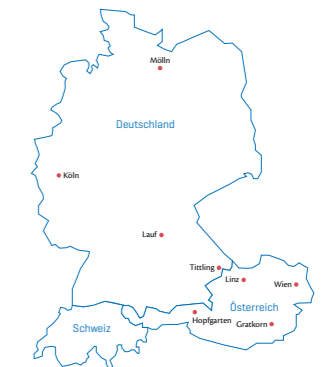 Mölln
Deutschland
Köln
Lauf
Tittling
Linz
Wien
Österreich
Hopfgarten
Gratkorn
Schweiz